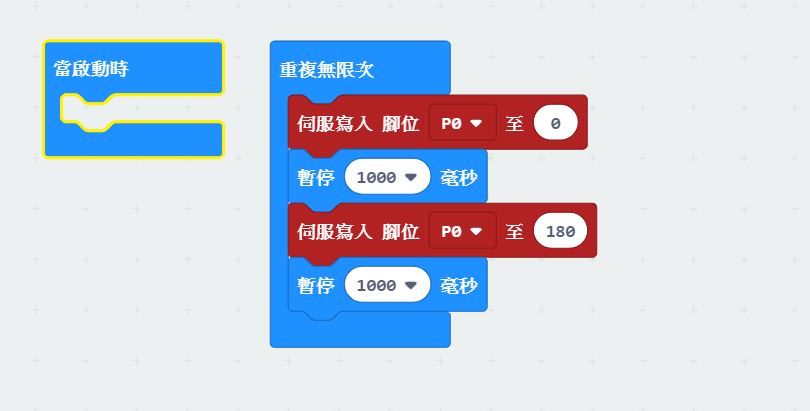 當啟動時
重複無限次
伺服寫入 腳位 P0 至 0
暫停 1000 毫秒
伺服寫入 腳位 P0 至 180
暫停 1000 毫秒